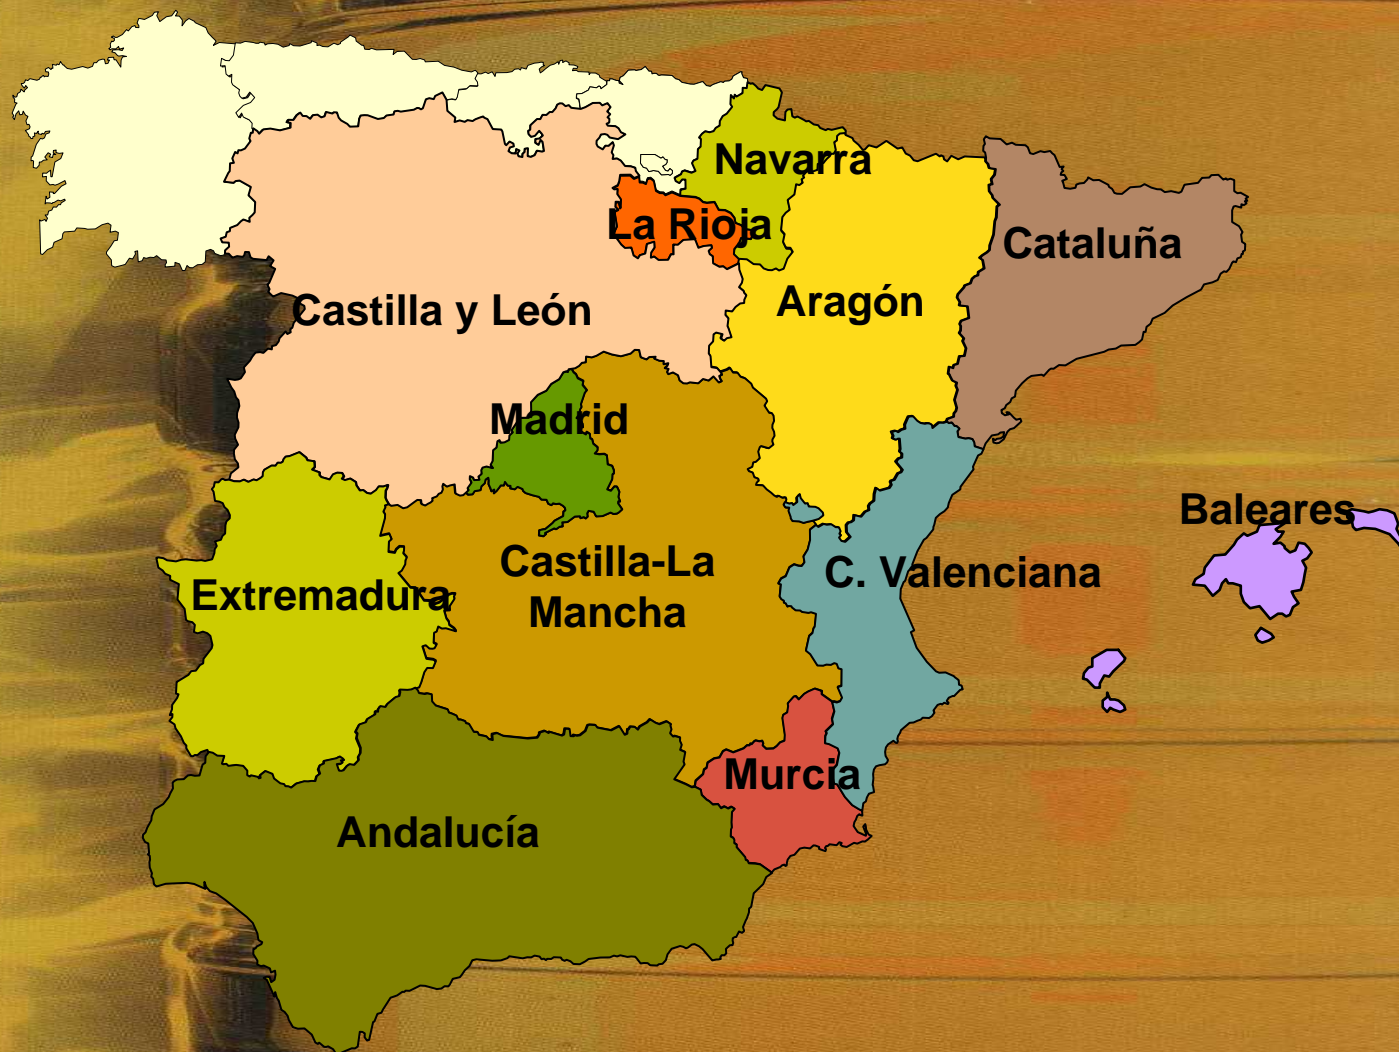 Navarra
La Rioja
Cataluña
Castilla y León
Aragón
Madrid
Baleares
Castilla-La
Mancha
C. Valenciana
Extremadura
Murcia
Andalucía